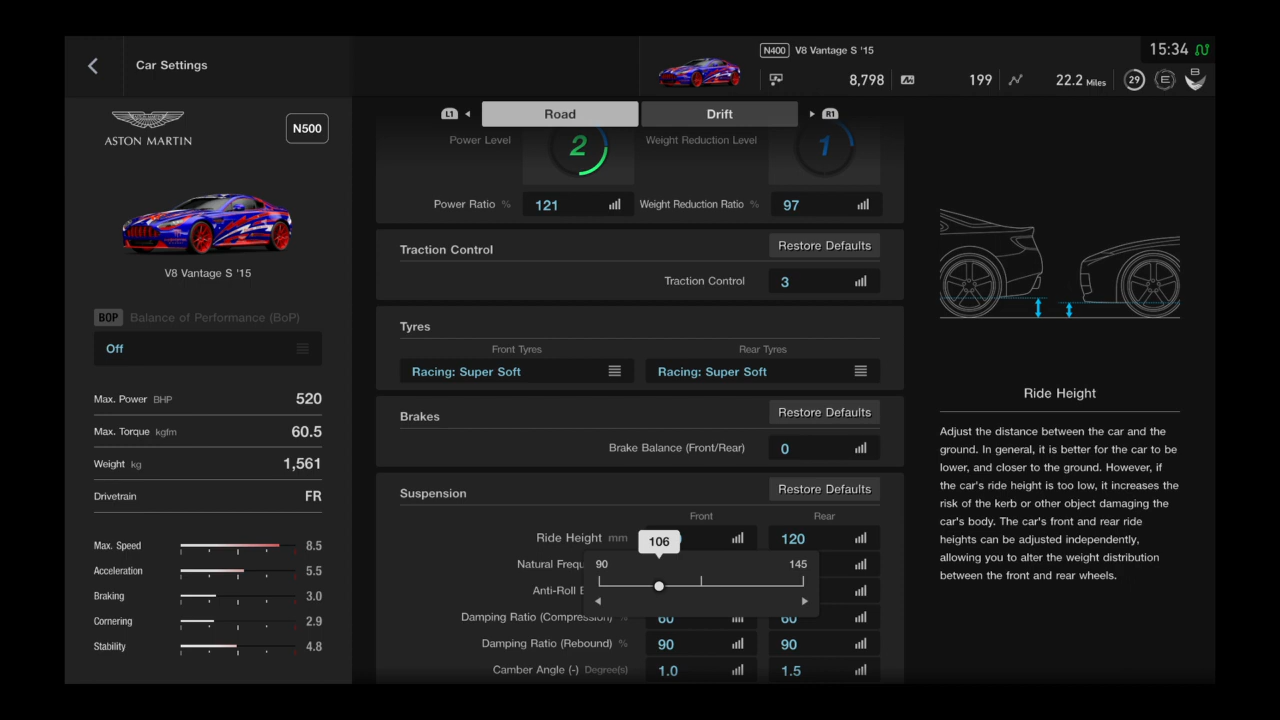 Car Settings
N400 V8 Vantage S '15
15:34
8,798 199 22.2 Miles 29 E B
ASTON MARTIN
N500
V8 Vantage S '15
BOP Balance of Performance (BoP)
Off
Max. Power BHP 520
Max. Torque kgfm 60.5
Weight kg 1,561
Drivetrain FR
Max. Speed 8.5
Acceleration 5.5
Braking 3.0
Cornering 2.9
Stability 4.8
L1 Road Drift R1
Power Level 2 Weight Reduction Level 1
Power Ratio % 121 Weight Reduction Ratio % 97
Traction Control Restore Defaults
Traction Control 3
Tyres
Front Tyres Rear Tyres
Racing: Super Soft Racing: Super Soft
Brakes Restore Defaults
Brake Balance (Front/Rear) 0
Suspension Restore Defaults
Front Rear
Ride Height mm 120
106
Natural
90 145
Damping Ratio (Compression) % 60 60
Damping Ratio (Rebound) % 90 90
Camber Angle (-) Degree(s) 1.0 1.5
Ride Height
Adjust the distance between the car and the
ground. In general, it is better for the car to be
lower, and closer to the ground. However, if
the car's ride height is too low, it increases the
risk of the kerb or other object damaging the
car's body. The car's front and rear ride
heights can be adjusted independently,
allowing you to alter the weight distribution
between the front and rear wheels.